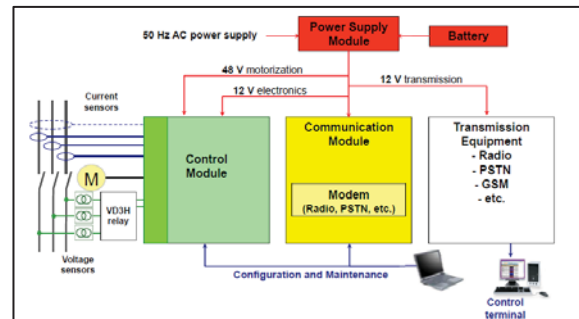 50 Hz AC power supply
Power Supply
Module
Battery
48 V motorization
12 V transmission
12 V electronics
Current
sensors
Control
Module
Communication
Module
Modem
(Radio, PSTN, etc.)
Transmission
Equipment
- Radio
- PSTN
- GSM
- etc.
M
VD3H
relay
Voltage
sensors
Configuration and Maintenance
Control
terminal